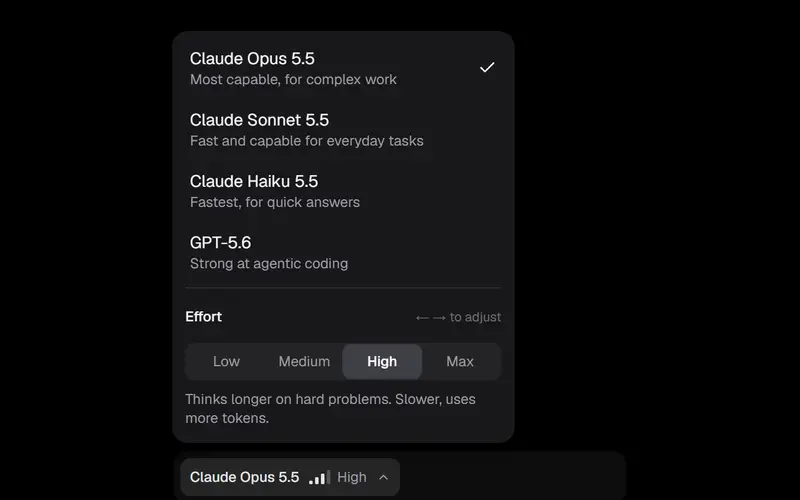 Claude Opus 5.5
Most capable, for complex work
Claude Sonnet 5.5
Fast and capable for everyday tasks
Claude Haiku 5.5
Fastest, for quick answers
GPT-5.6
Strong at agentic coding
Effort ← → to adjust
Low Medium High Max
Thinks longer on hard problems. Slower, uses
more tokens.
Claude Opus 5.5 High